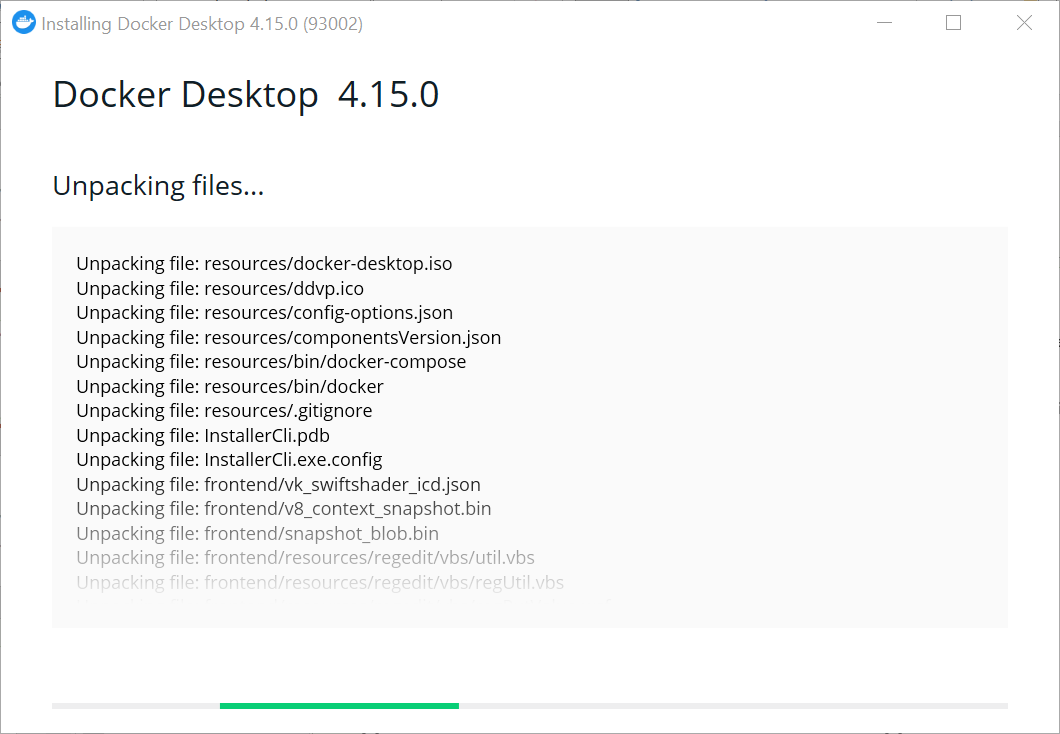 Installing Docker Desktop 4.15.0 (93002)
Docker Desktop 4.15.0
Unpacking files...
Unpacking file: resources/docker-desktop.iso
Unpacking file: resources/ddvp.ico
Unpacking file: resources/config-options.json
Unpacking file: resources/componentsVersion.json
Unpacking file: resources/bin/docker-compose
Unpacking file: resources/bin/docker
Unpacking file: resources/.gitignore
Unpacking file: InstallerCli.pdb
Unpacking file: InstallerCli.exe.config
Unpacking file: frontend/vk_swiftshader_icd.json
Unpacking file: frontend/v8_context_snapshot.bin
Unpacking file: frontend/snapshot_blob.bin
Unpacking file: frontend/resources/regedit/vbs/util.vbs
Unpacking file: frontend/resources/regedit/vbs/regUtil.vbs